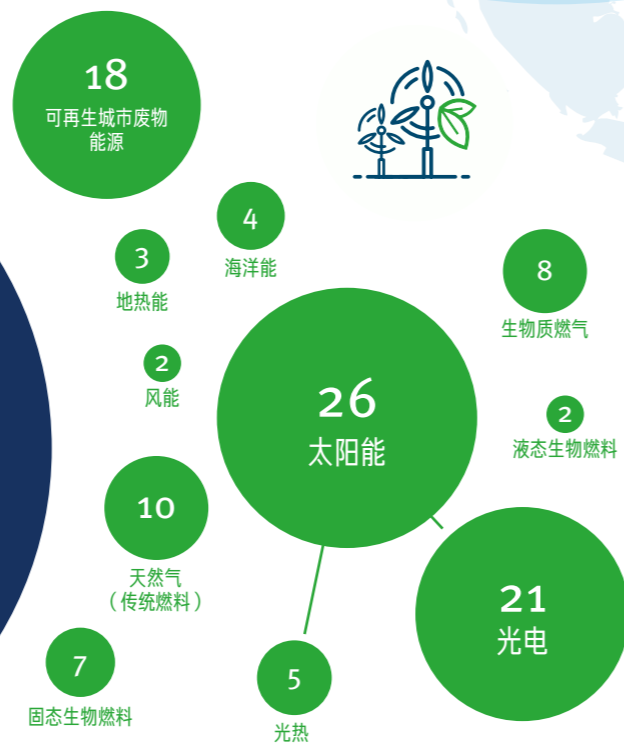 18
可再生城市废物
能源
4
海洋能
3
地热能
8
生物质燃气
2
风能
26
太阳能
2
液态生物燃料
10
天然气
（传统燃料）
21
光电
7
固态生物燃料
5
光热